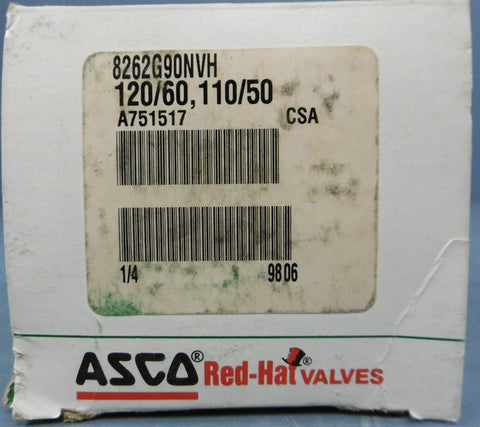 8262G90NVH
120/60,110/50
A751517 CSA
1/4 9806
ASCO® Red-Hat® VALVES